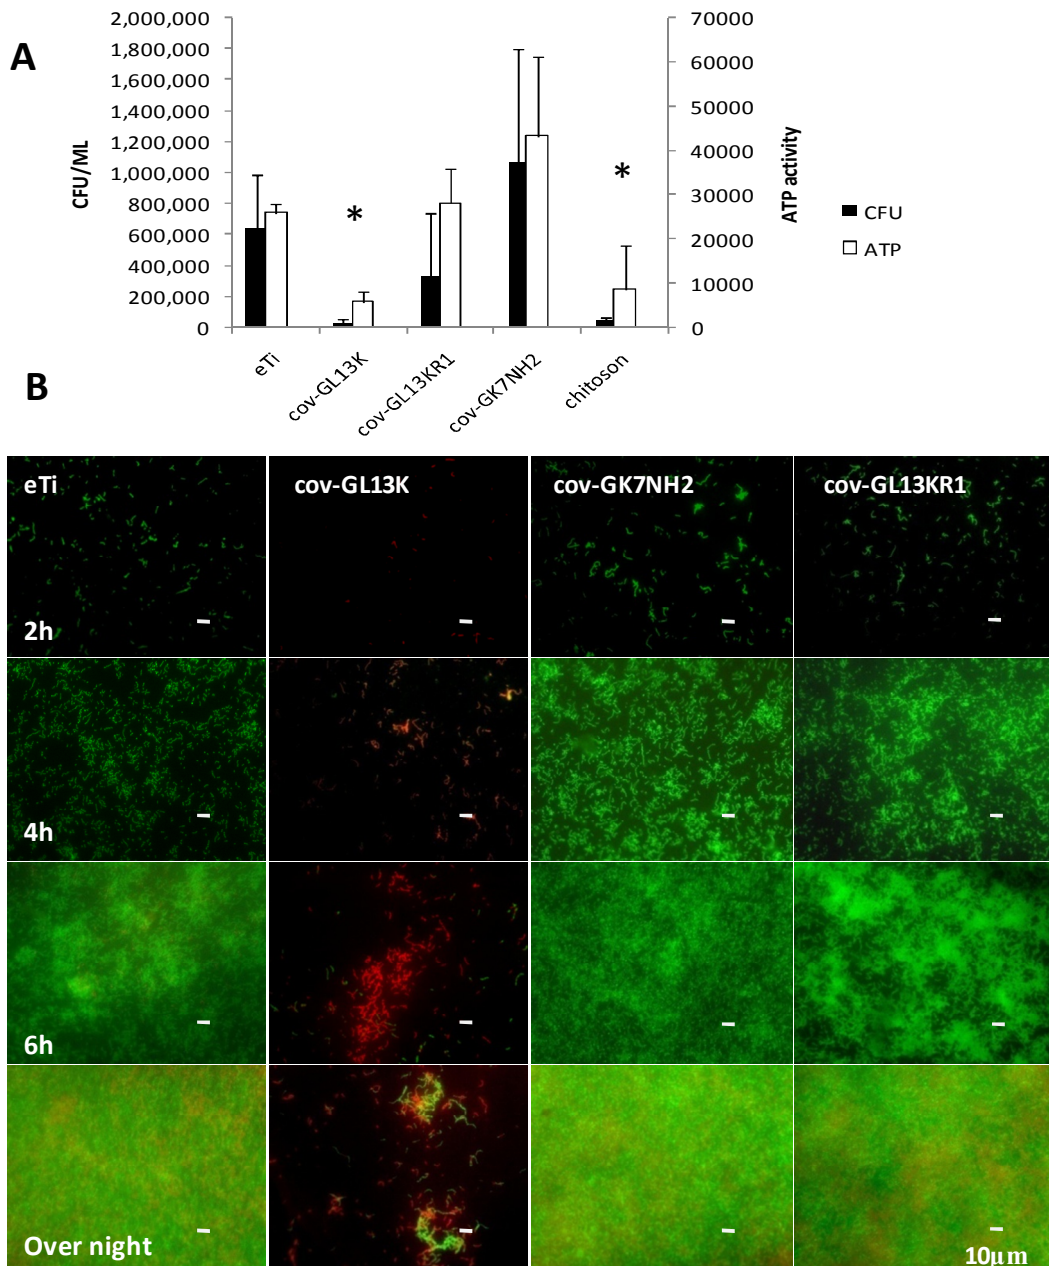 A
2,000,000
1,800,000
1,600,000
1,400,000
1,200,000
1,000,000
800,000
600,000
400,000
200,000
0
CFU/ML
70000
60000
50000
40000
30000
20000
10000
0
ATP activity
*
*
CFU
ATP
eTi
cov-GL13K
cov-GL13KR1
cov-GK7NH2
chitoson
B
eTi
cov-GL13K
cov-GK7NH2
cov-GL13KR1
2h
4h
6h
Over night
10µm